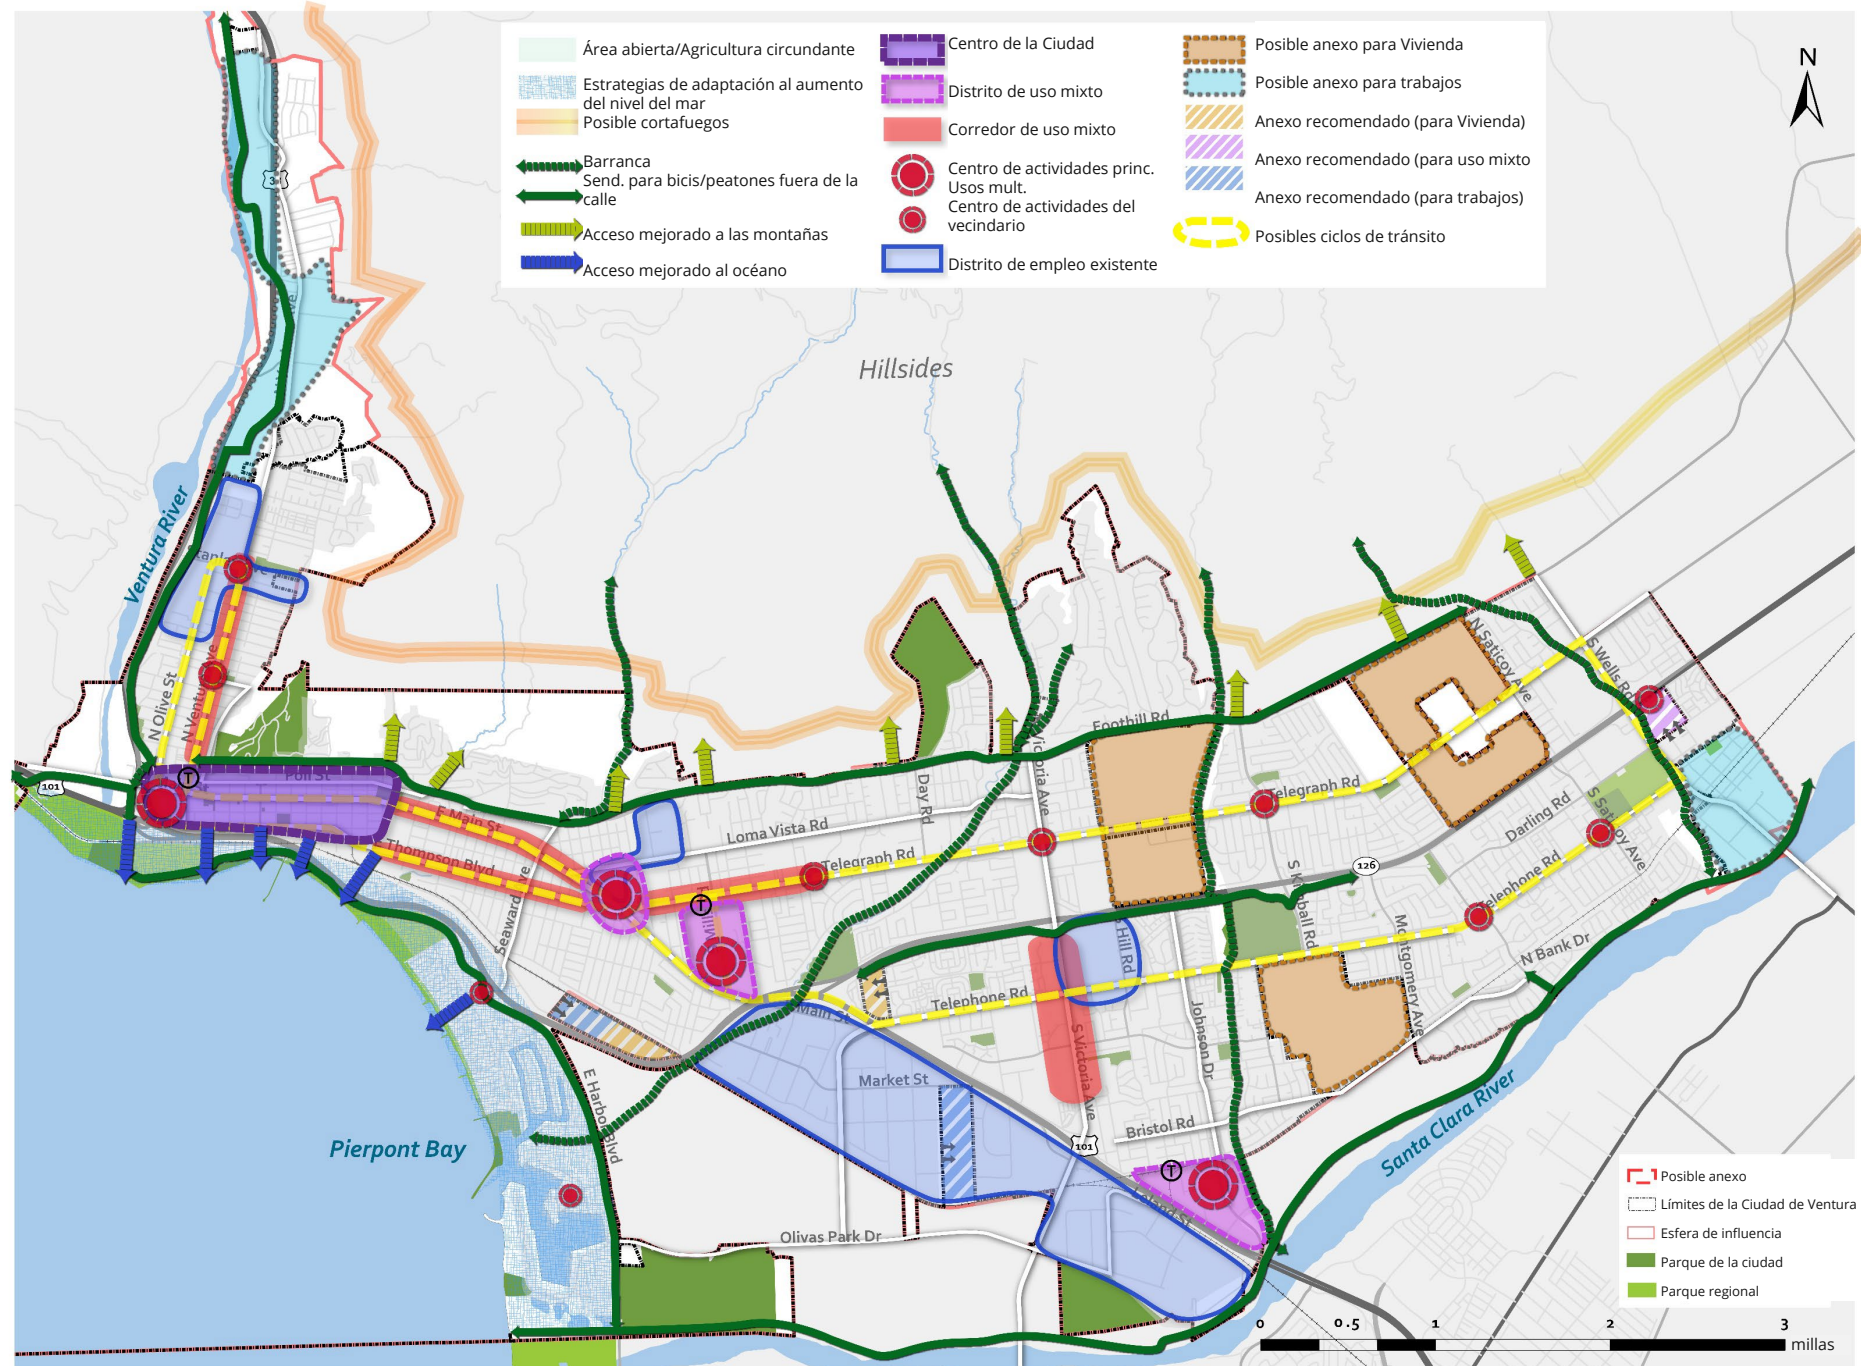 Área abierta/Agricultura circundante
Estrategias de adaptación al aumento
del nivel del mar
Posible cortafuegos
Barranca
Send. para bicis/peatones fuera de la
calle
Acceso mejorado a las montañas
Acceso mejorado al océano
Centro de la Ciudad
Distrito de uso mixto
Corredor de uso mixto
Centro de actividades princ.
Usos mult.
Centro de actividades del
vecindario
Distrito de empleo existente
Posible anexo para Vivienda
Posible anexo para trabajos
Anexo recomendado (para Vivienda)
Anexo recomendado (para uso mixto
Anexo recomendado (para trabajos)
Posibles ciclos de tránsito
N
Hillsides
Ventura River
N Olive St
101
T
Poli St
E Main St
Thompson Blvd
Seaward Ave
Loma Vista Rd
Day Rd
Telegraph Rd
T
Victoria Ave
Foothill Rd
Telegraph Rd
N Saticoy Ave
S Wells Rd
Darling Rd
S Saticoy Ave
126
Telephone Rd
S Kimball Rd
Montgomery Ave
N Bank Dr
Hill Rd
Telephone Rd
Main St
Johnson Dr
S Victoria Ave
Market St
Bristol Rd
101
T
E Harbor Blvd
Pierpont Bay
Olivas Park Dr
Santa Clara River
Posible anexo
Límites de la Ciudad de Ventura
Esfera de influencia
Parque de la ciudad
Parque regional
0 0.5 1 2 3
millas